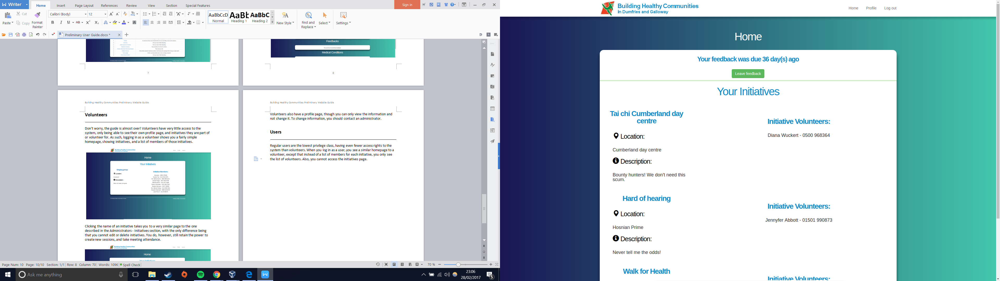 Writer
Home
Insert
Page Layout
References
Review
View
Section
Special Features
Sign in
Paste
Cut
Copy
Format
Painter
Calibri (Body)
12
AaBbCcD
Normal
AaBb
Heading 1
AaBbC
Heading 2
New Style
Find and
Replace
Select
Settings
Preliminary User Guide.docx *
7
Feedbacks
Medical Conditions
8
Building Healthy Communities Preliminary Website Guide
Volunteers
Don't worry, the guide is almost over! Volunteers have very little access to the
system, only being able to see their own profile page, and initiatives they are part of
or volunteer for. As such, logging in as a volunteer shows you a fairly simple
homepage, showing initiatives, and a list of members of those initiatives.
Building Healthy Communities
Home
Your Initiatives
Singing group
Location:
Description:
Initiative Members:
Clicking the name of an initiative takes you to a very similar page to the one
described in the Administrators - Initiatives section, with the only difference being
that you cannot edit or delete initiatives. You do, however, still retain the power to
create new sessions, and take meeting attendance.
Building Healthy Communities
Home
Building Healthy Communities Preliminary Website Guide
Volunteers also have a profile page, though you can only view the information and
not change it. To change information, you should contact an administrator.
Users
Regular users are the lowest privilege class, having even fewer access rights to the
system than volunteers. When you log in as a user, you see a similar homepage to a
volunteer, except that instead of a list of members for each initiative, you only see
the list of volunteers. Also, you cannot access the initiatives page.
Page Num: 10 Page: 10/10 Section: 1/1 Row: 8 Column: 70 Words: 1096 Spell Check
70 %
Ask me anything
23:06
28/02/2017
5
Building Healthy Communities
in Dumfries and Galloway
Home
Profile
Log out
Home
Your feedback was due 36 day(s) ago
Leave feedback
Your Initiatives
Tai chi Cumberland day
centre
Location:
Cumberland day centre
Description:
Bounty hunters! We don't need this
scum.
Initiative Volunteers:
Diana Wuckert - 0500 968364
Hard of hearing
Location:
Hosnian Prime
Description:
Never tell me the odds!
Initiative Volunteers:
Jennyfer Abbott - 01501 990873
Walk for Health
Initiative Volunteers: